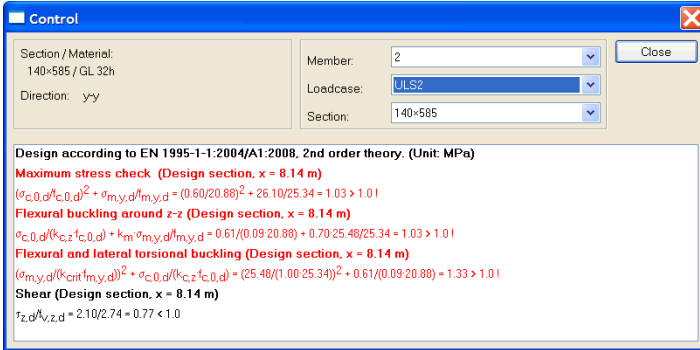 Control
Section / Material:
140×585 / GL 32h
Direction: y-y
Member: 2
Loadcase: ULS2
Section: 140×585
Close
Design according to EN 1995-1-1:2004/A1:2008, 2nd order theory. (Unit: MPa)
Maximum stress check (Design section, x = 8.14 m)
(σc,0,d/fc,0,d)2 + σm,y,d/fm,y,d = (0.60/20.88)2 + 26.10/25.34 = 1.03 > 1.0 !
Flexural buckling around z-z (Design section, x = 8.14 m)
σc,0,d/(kc,z·fc,0,d) + km·σm,y,d/fm,y,d = 0.61/(0.09·20.88) + 0.70·25.48/25.34 = 1.03 > 1.0 !
Flexural and lateral torsional buckling (Design section, x = 8.14 m)
(σm,y,d/(kcrit·fm,y,d))2 + σc,0,d/(kc,z·fc,0,d) = (25.48/(1.00·25.34))2 + 0.61/(0.09·20.88) = 1.33 > 1.0 !
Shear (Design section, x = 8.14 m)
τz,d/fv,z,d = 2.10/2.74 = 0.77 < 1.0